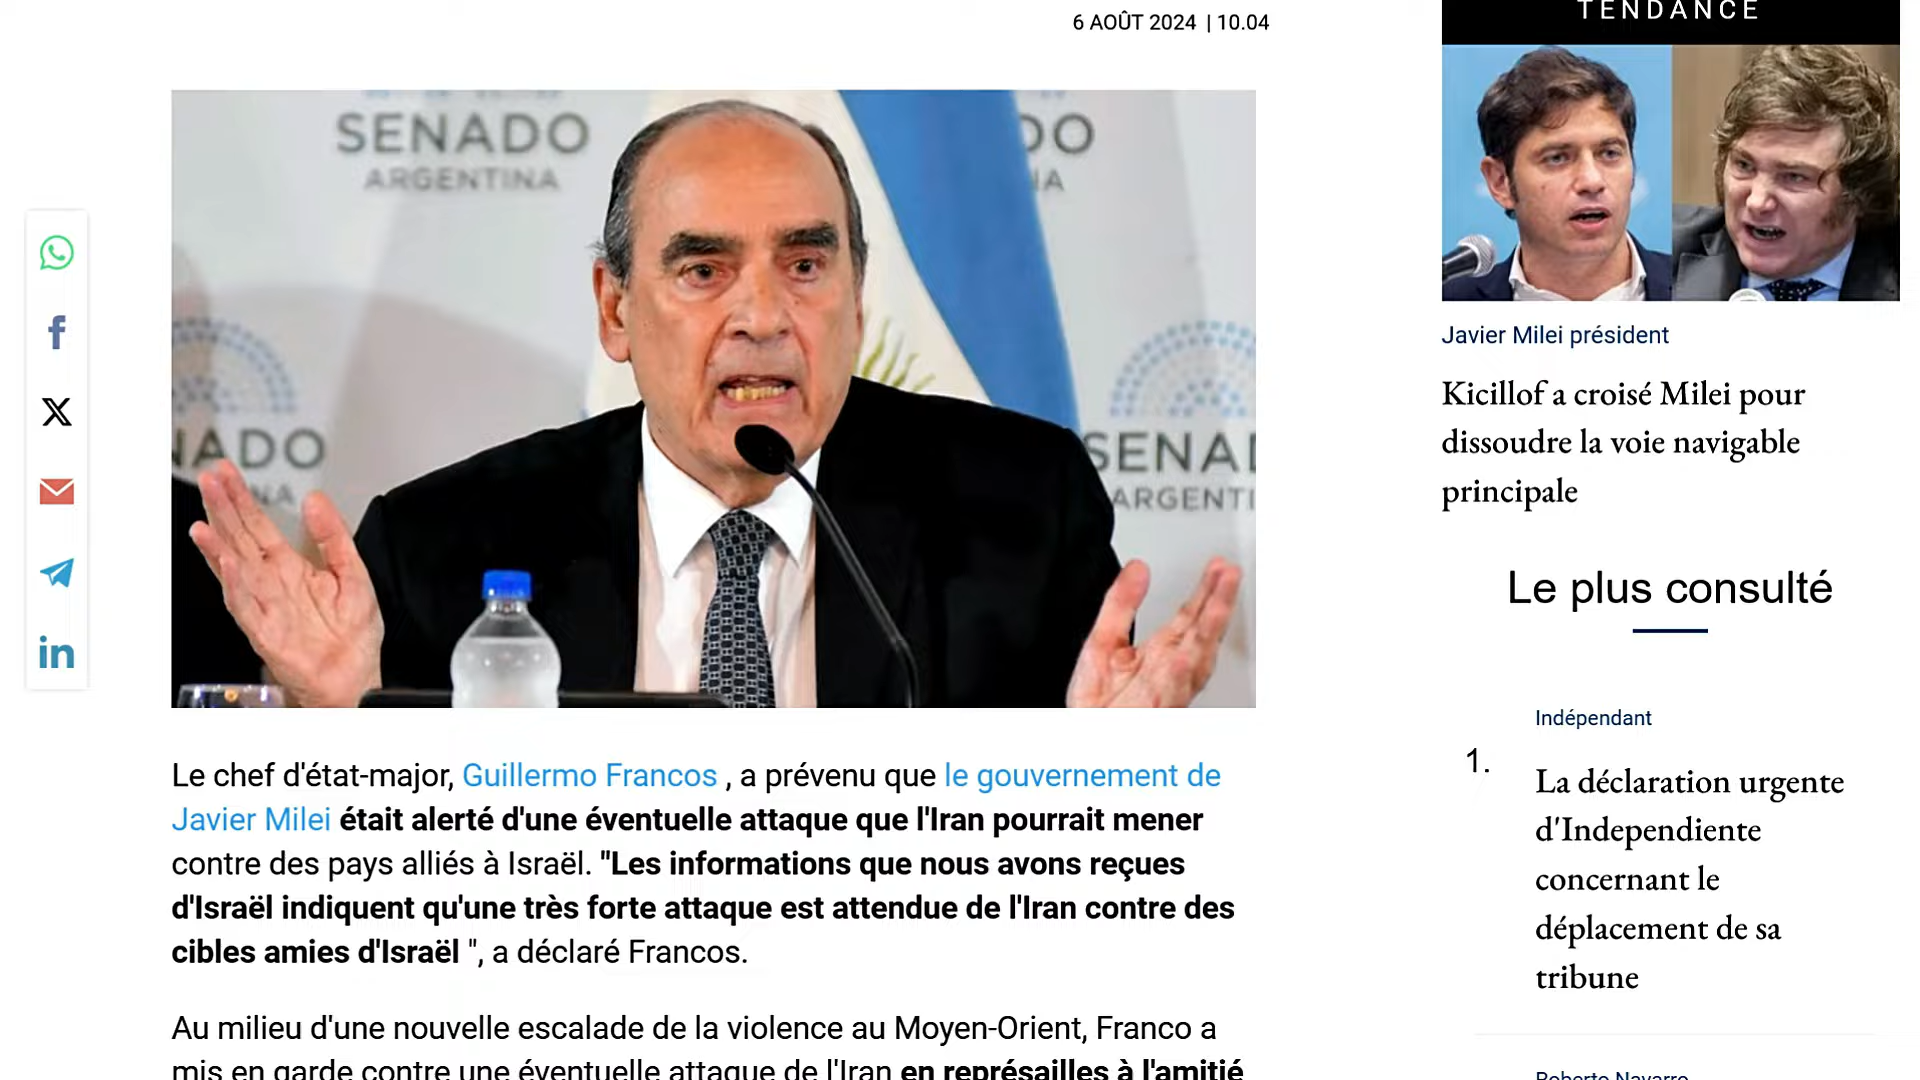 6 AOÛT 2024 | 10.04
TENDANCE
SENADO
ARGENTINA
SENADO
ARGENTI
Le chef d'état-major, Guillermo Francos , a prévenu que le gouvernement de
Javier Milei était alerté d'une éventuelle attaque que l'Iran pourrait mener
contre des pays alliés à Israël. "Les informations que nous avons reçues
d'Israël indiquent qu'une très forte attaque est attendue de l'Iran contre des
cibles amies d'Israël ", a déclaré Francos.
Au milieu d'une nouvelle escalade de la violence au Moyen-Orient, Franco a
mis en garde contre une éventuelle attaque de l'Iran en représailles à l'amitié
Javier Milei président
Kicillof a croisé Milei pour
dissoudre la voie navigable
principale
Le plus consulté
Indépendant
1.
La déclaration urgente
d'Independiente
concernant le
déplacement de sa
tribune
Roberto Navarro